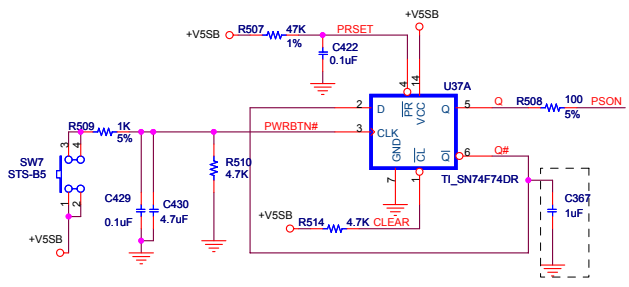 +V5SB
R507
47K
PRSET
1%
+V5SB
C422
0.1uF
4
14
U37A
2
D
PR
VCC
Q
5
Q
R508
100
PSON
5%
R509
1K
5%
PWRBTN#
3
CLK
GND
CL
QI
6
Q#
3
4
SW7
STS-B5
1
2
R510
4.7K
7
1
TI_SN74F74DR
C429
0.1uF
C430
4.7uF
C367
1uF
+V5SB
R514
4.7K
CLEAR
+V5SB